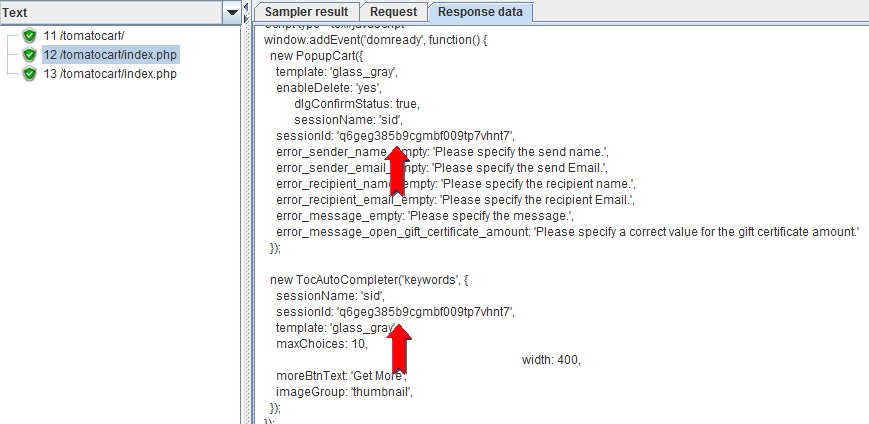 Text
11 /tomatocart/
12 /tomatocart/index.php
13 /tomatocart/index.php
Sampler result Request Response data
window.addEvent('domready', function() {
new PopupCart({
template: 'glass_gray',
enableDelete: 'yes',
dlgConfirmStatus: true,
sessionName: 'sid',
sessionId: 'q6geg385b9cgmbf009tp7vhnt7',
error_sender_name_empty: 'Please specify the send name.',
error_sender_email_empty: 'Please specify the send Email.',
error_recipient_name_empty: 'Please specify the recipient name.',
error_recipient_email_empty: 'Please specify the recipient Email.',
error_message_empty: 'Please specify the message.',
error_message_open_gift_certificate_amount: 'Please specify a correct value for the gift certificate amount.'
});
new TocAutoCompleter('keywords', {
sessionName: 'sid',
sessionId: 'q6geg385b9cgmbf009tp7vhnt7',
template: 'glass_gray',
maxChoices: 10,
width: 400,
moreBtnText: 'Get More',
imageGroup: 'thumbnail',
});
});